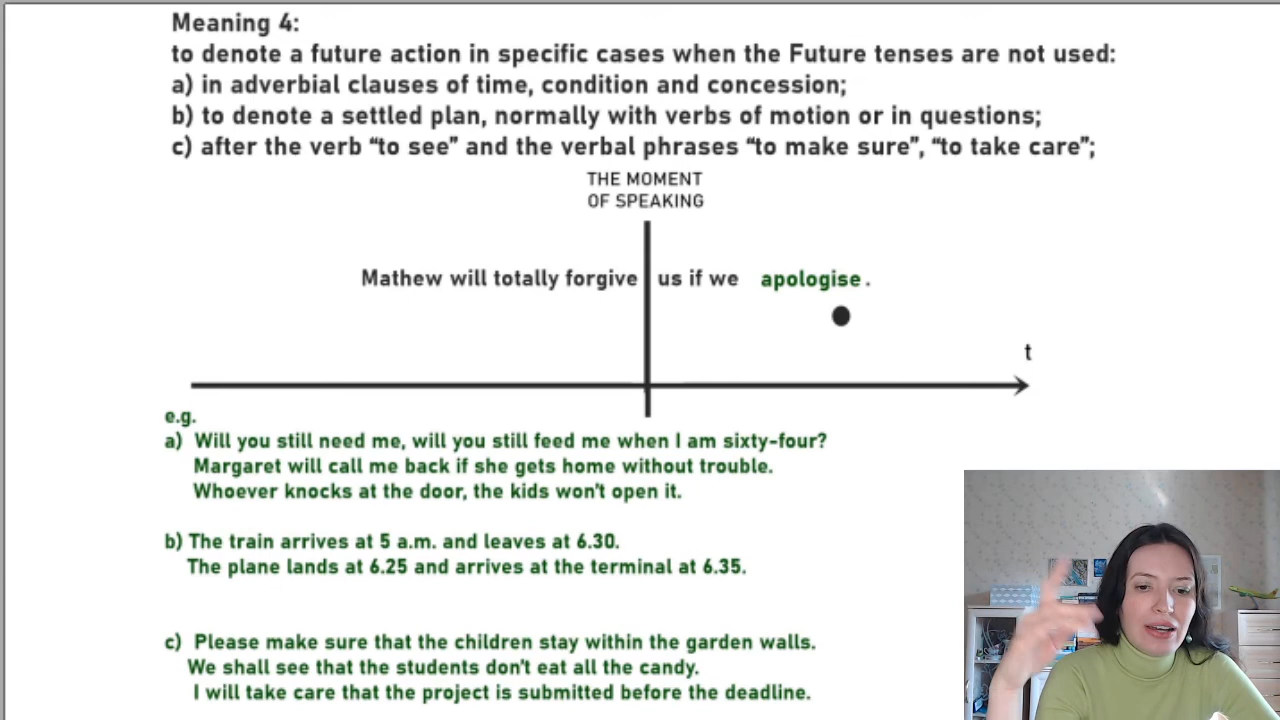 Meaning 4:
to denote a future action in specific cases when the Future tenses are not used:
a) in adverbial clauses of time, condition and concession;
b) to denote a settled plan, normally with verbs of motion or in questions;
c) after the verb “to see” and the verbal phrases “to make sure”, “to take care”;
THE MOMENT
OF SPEAKING
Mathew will totally forgive us if we apologise.
t
e.g.
a) Will you still need me, will you still feed me when I am sixty-four?
Margaret will call me back if she gets home without trouble.
Whoever knocks at the door, the kids won't open it.
b) The train arrives at 5 a.m. and leaves at 6.30.
The plane lands at 6.25 and arrives at the terminal at 6.35.
c) Please make sure that the children stay within the garden walls.
We shall see that the students don't eat all the candy.
I will take care that the project is submitted before the deadline.